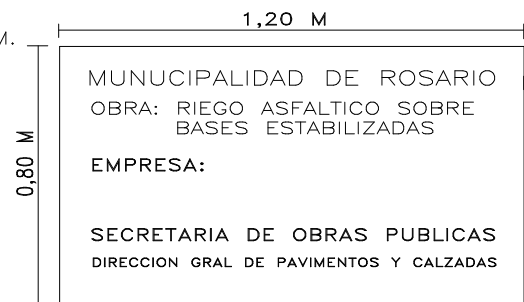 1,20 M
M.
MUNUCIPALIDAD DE ROSARIO
OBRA: RIEGO ASFALTICO SOBRE
BASES ESTABILIZADAS
0,80 M
EMPRESA:
SECRETARIA DE OBRAS PUBLICAS
DIRECCION GRAL DE PAVIMENTOS Y CALZADAS